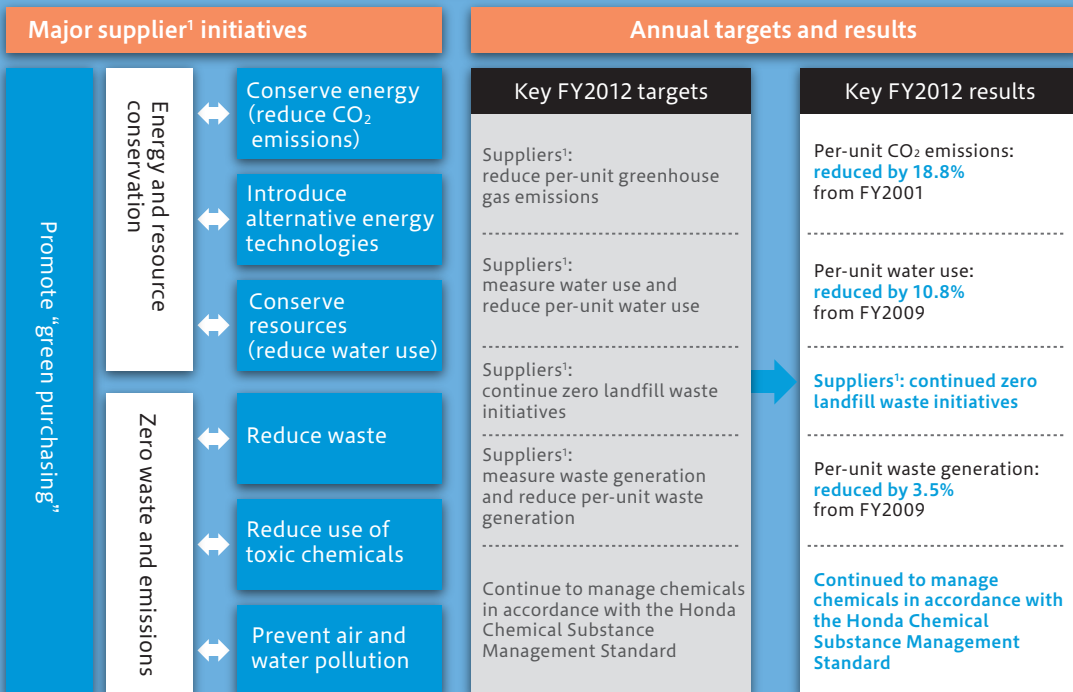 Major supplier¹ initiatives
Annual targets and results
Promote “green purchasing”
Energy and resource
conservation
Conserve energy
(reduce CO₂
emissions)
Introduce
alternative energy
technologies
Conserve
resources
(reduce water use)
Zero waste and emissions
Reduce waste
Reduce use of
toxic chemicals
Prevent air and
water pollution
Key FY2012 targets
Suppliers¹:
reduce per-unit greenhouse
gas emissions
Suppliers¹:
measure water use and
reduce per-unit water use
Suppliers¹:
continue zero landfill waste
initiatives
Suppliers¹:
measure waste generation
and reduce per-unit waste
generation
Continue to manage chemicals
in accordance with the Honda
Chemical Substance
Management Standard
Key FY2012 results
Per-unit CO₂ emissions:
reduced by 18.8%
from FY2001
Per-unit water use:
reduced by 10.8%
from FY2009
Suppliers¹: continued zero
landfill waste initiatives
Per-unit waste generation:
reduced by 3.5%
from FY2009
Continued to manage
chemicals in accordance with
the Honda Chemical
Substance Management
Standard